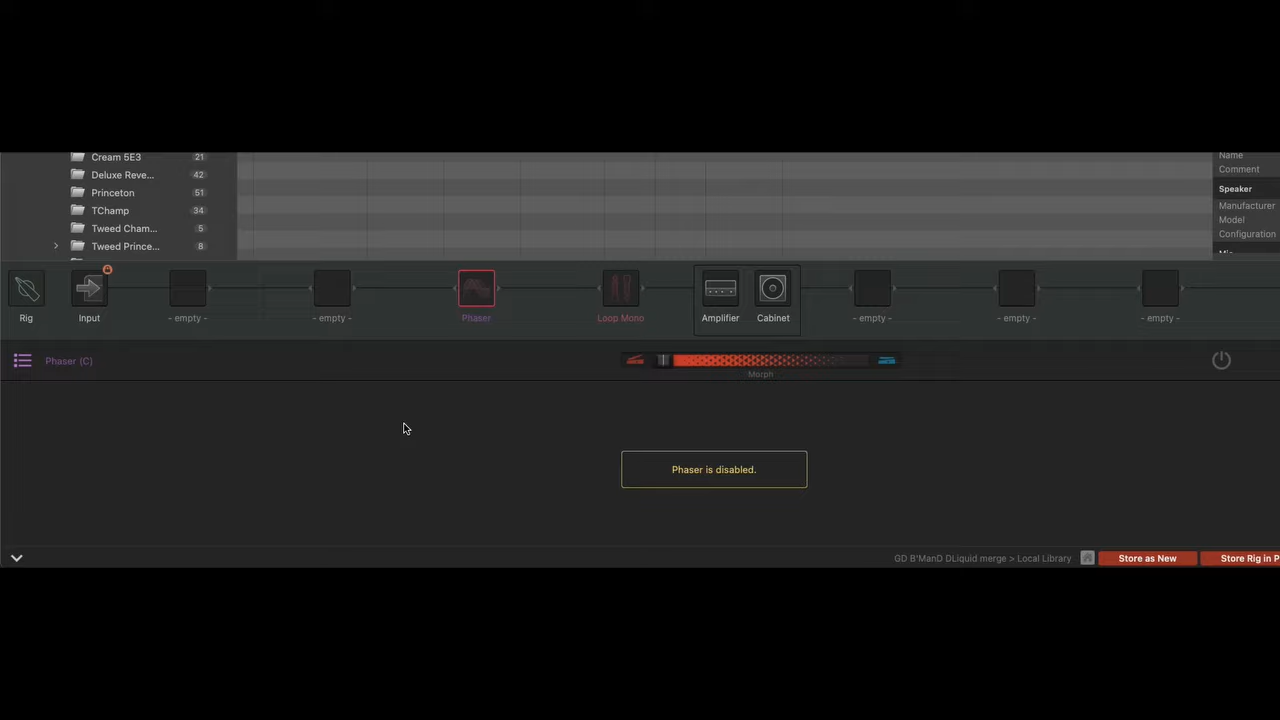 Cream 5E3 21
Name
Comment
Deluxe Reve... 42
Speaker
Princeton 51
Manufacturer
TChamp 34
Model
Tweed Cham... 5
Configuration
Tweed Prince... 8
Rig
Input
- empty -
- empty -
Phaser
Loop Mono
Amplifier
Cabinet
- empty -
- empty -
- empty -
Phaser (C)
Morph
Phaser is disabled.
GD B'ManD DLiquid merge > Local Library
Store as New
Store Rig in P